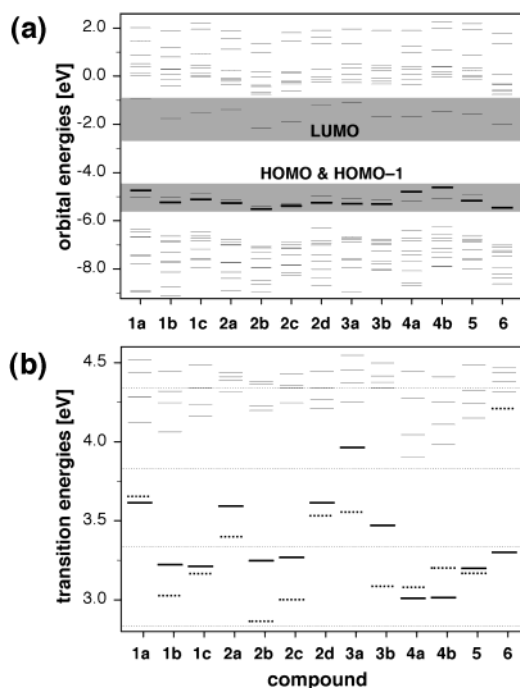 (a)
orbital energies [eV]
2.0
0.0
-2.0
-4.0
-6.0
-8.0
LUMO
HOMO & HOMO–1
1a 1b 1c 2a 2b 2c 2d 3a 3b 4a 4b 5 6
(b)
transition energies [eV]
4.5
4.0
3.5
3.0
1a 1b 1c 2a 2b 2c 2d 3a 3b 4a 4b 5 6
compound